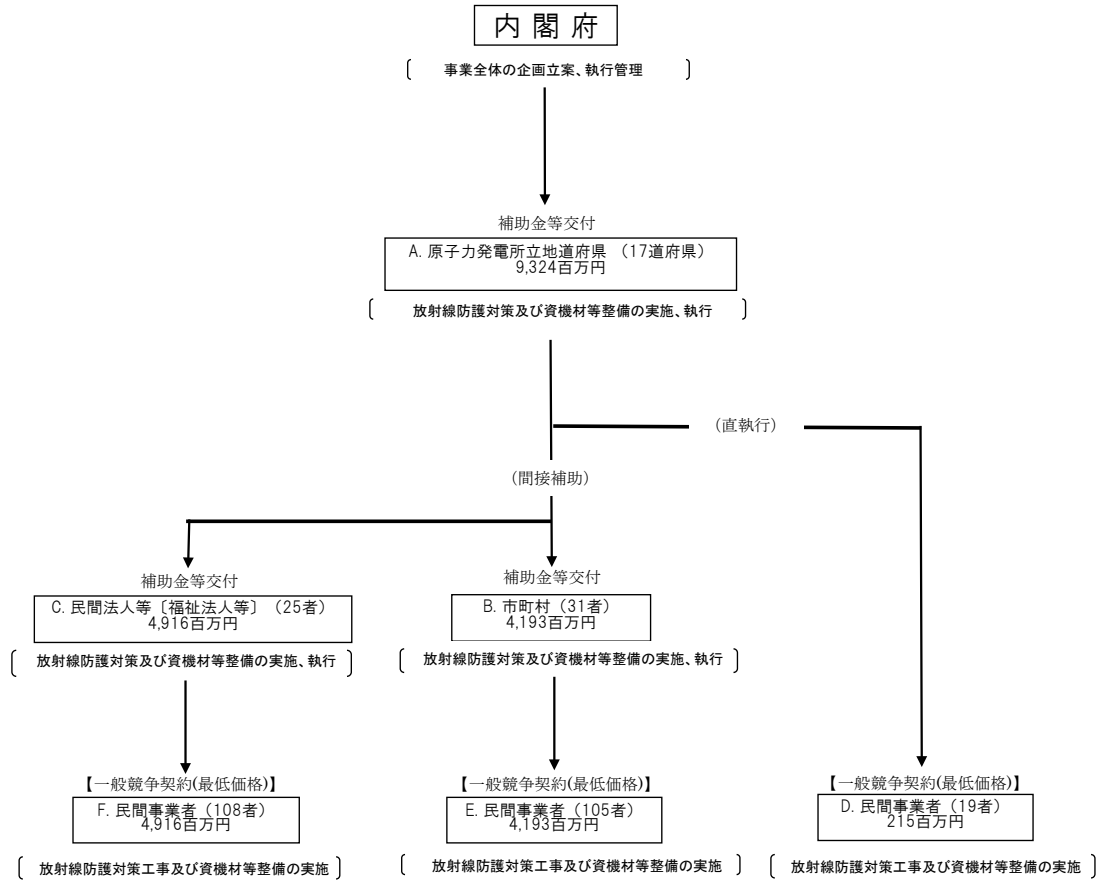 内閣府
事業全体の企画立案、執行管理
補助金等交付
A. 原子力発電所立地道府県 （17道府県）
9,324百万円
放射線防護対策及び資機材等整備の実施、執行
（直執行）
（間接補助）
補助金等交付
C. 民間法人等〔福祉法人等〕（25者）
4,916百万円
放射線防護対策及び資機材等整備の実施、執行
補助金等交付
B. 市町村（31者）
4,193百万円
放射線防護対策及び資機材等整備の実施、執行
【一般競争契約(最低価格)】
F. 民間事業者（108者）
4,916百万円
放射線防護対策工事及び資機材等整備の実施
【一般競争契約(最低価格)】
E. 民間事業者（105者）
4,193百万円
放射線防護対策工事及び資機材等整備の実施
【一般競争契約(最低価格)】
D. 民間事業者（19者）
215百万円
放射線防護対策工事及び資機材等整備の実施